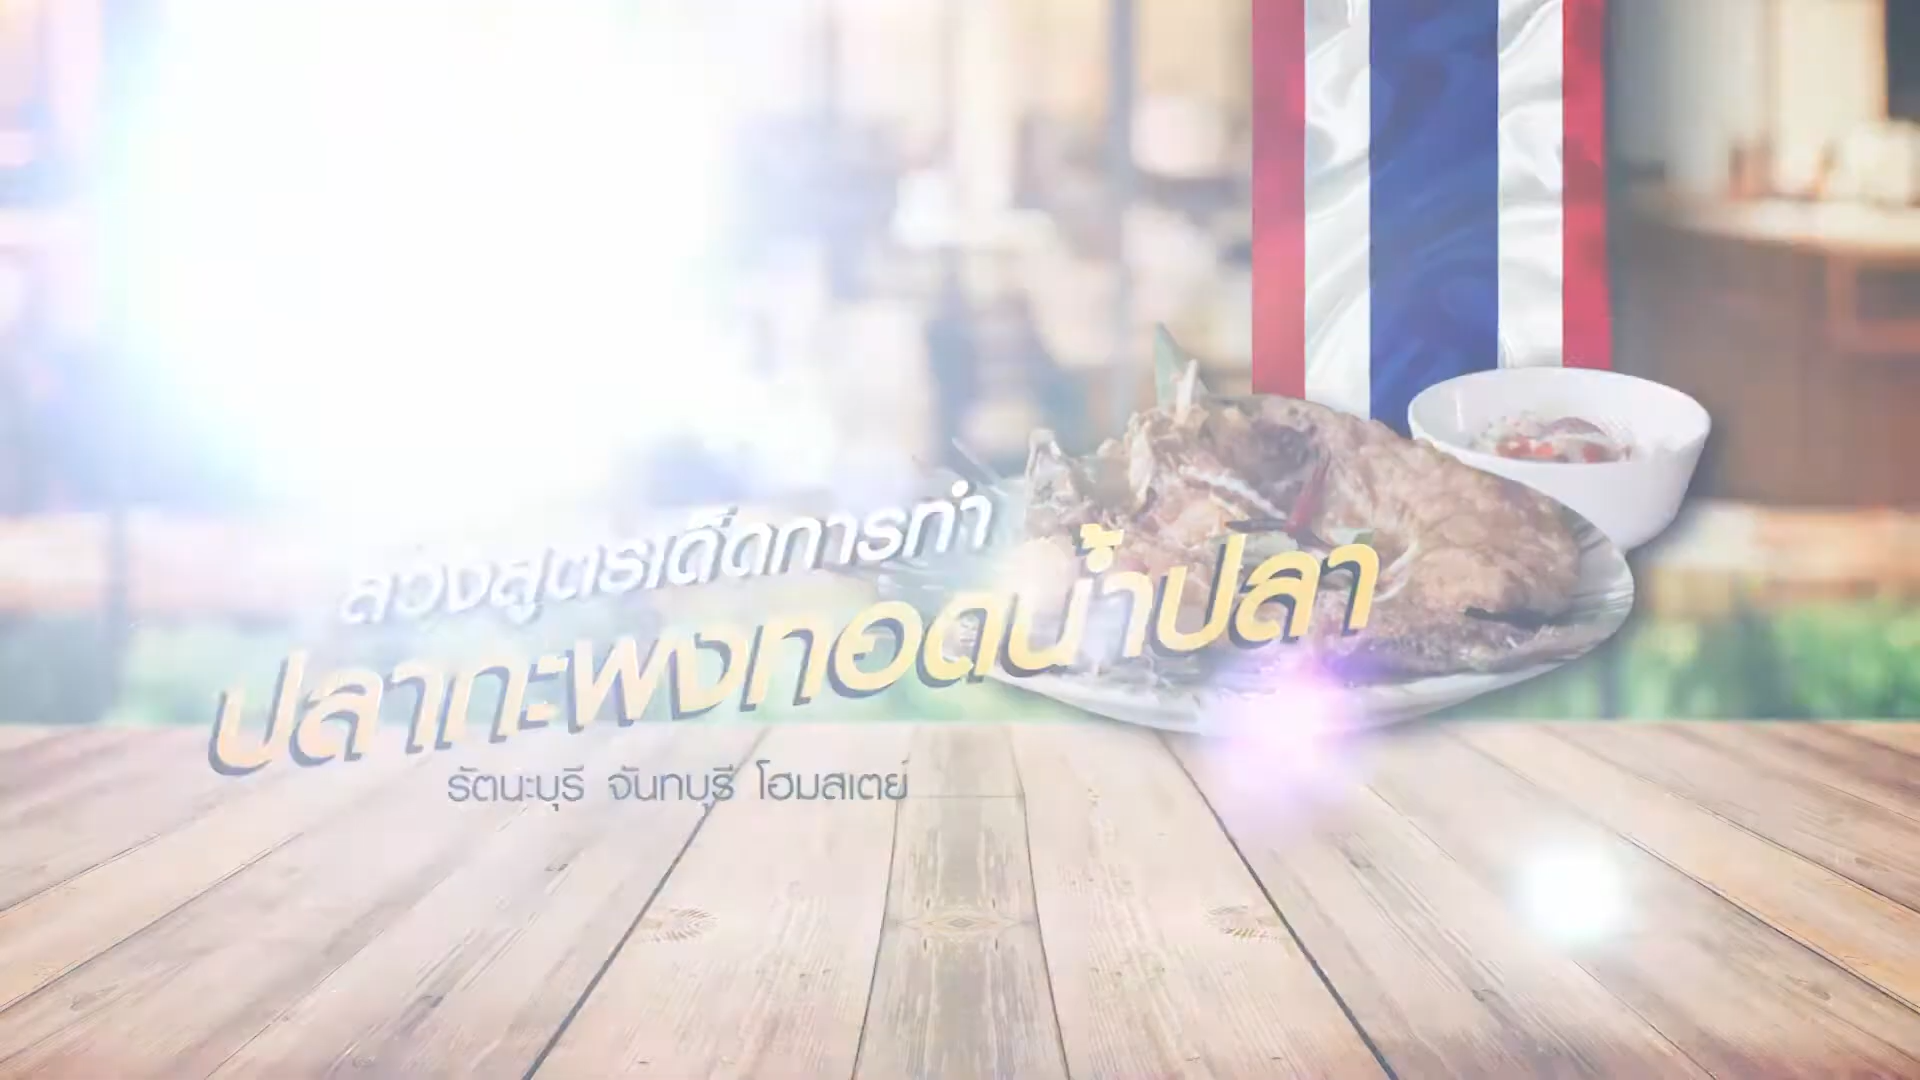 ล้วงสูตรเด็ดการทำ
ปลากะพงทอดน้ำปลา
รัตนะบุรี จันทบุรี โฮมสเตย์